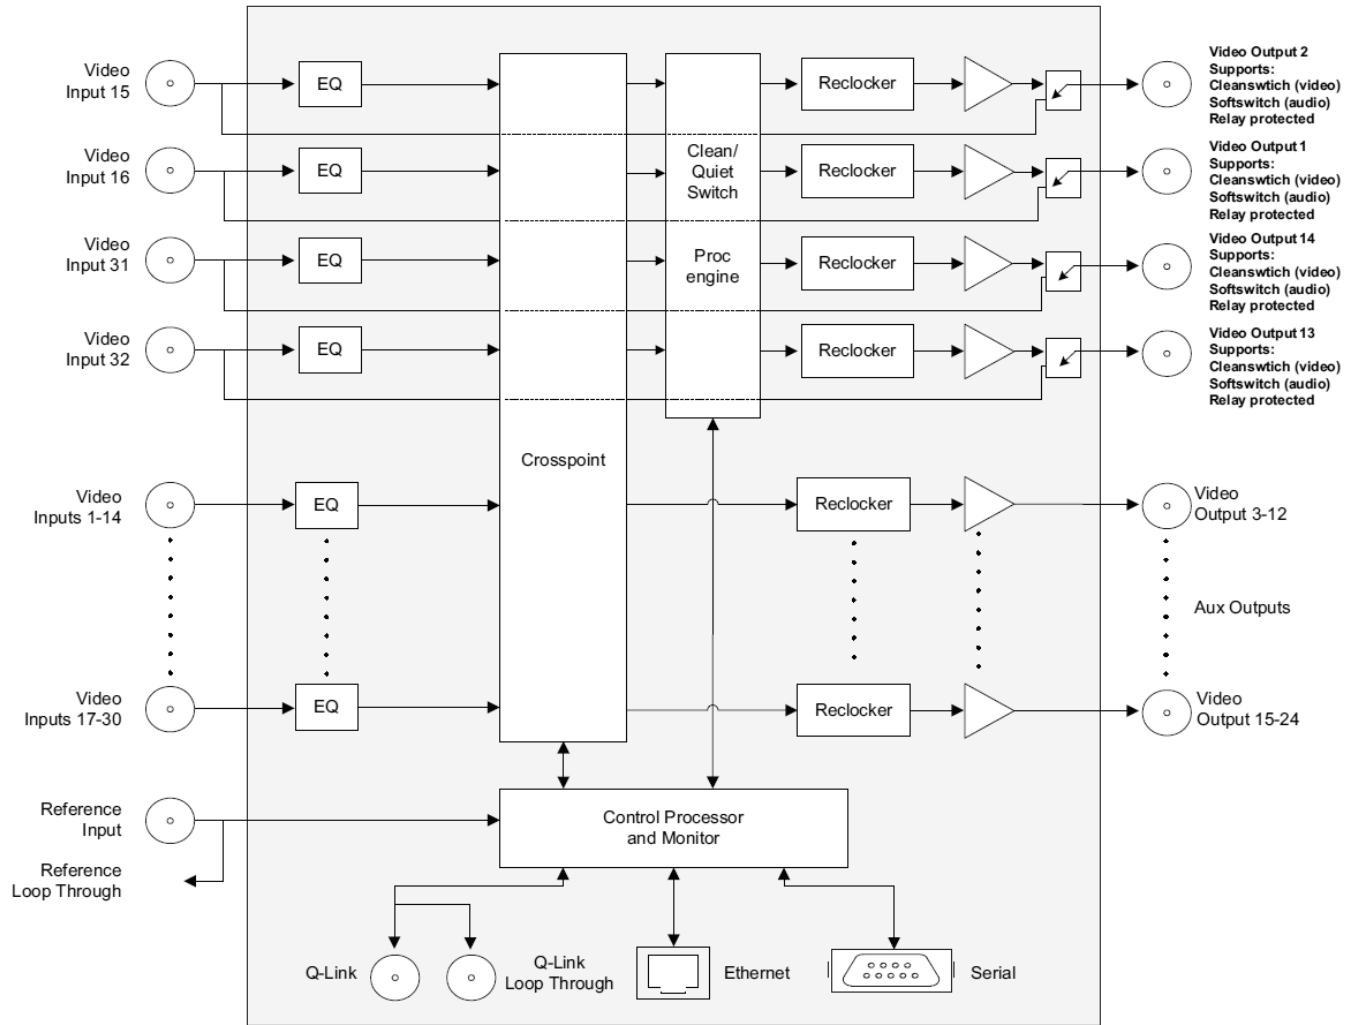 Video
Input 15
EQ
Reclocker
Video Output 2
Supports:
Cleanswtich (video)
Softswitch (audio)
Relay protected
Video
Input 16
EQ
Clean/
Quiet
Switch
Reclocker
Video Output 1
Supports:
Cleanswtich (video)
Softswitch (audio)
Relay protected
Video
Input 31
EQ
Proc
engine
Reclocker
Video Output 14
Supports:
Cleanswtich (video)
Softswitch (audio)
Relay protected
Video
Input 32
EQ
Reclocker
Video Output 13
Supports:
Cleanswtich (video)
Softswitch (audio)
Relay protected
Crosspoint
Video
Inputs 1-14
EQ
Reclocker
Video
Output 3-12
Aux Outputs
Video
Inputs 17-30
EQ
Reclocker
Video
Output 15-24
Reference
Input
Control Processor
and Monitor
Reference
Loop Through
Q-Link
Q-Link
Loop Through
Ethernet
Serial